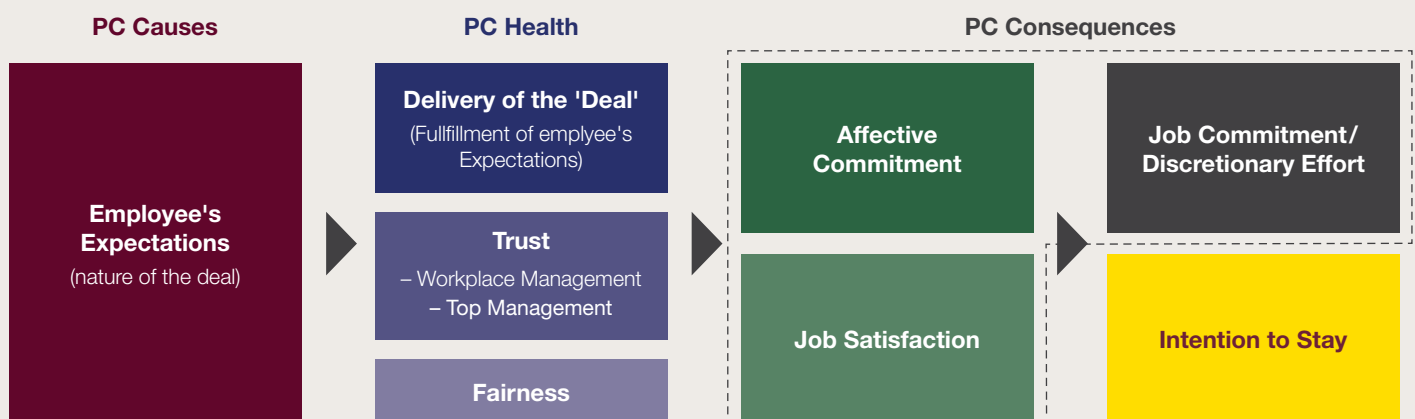 PC Causes
PC Health
PC Consequences
Employee's
Expectations
(nature of the deal)
Delivery of the 'Deal'
(Fullfillment of emplyee's
Expectations)
Trust
– Workplace Management
– Top Management
Fairness
Affective
Commitment
Job Satisfaction
Job Commitment/
Discretionary Effort
Intention to Stay